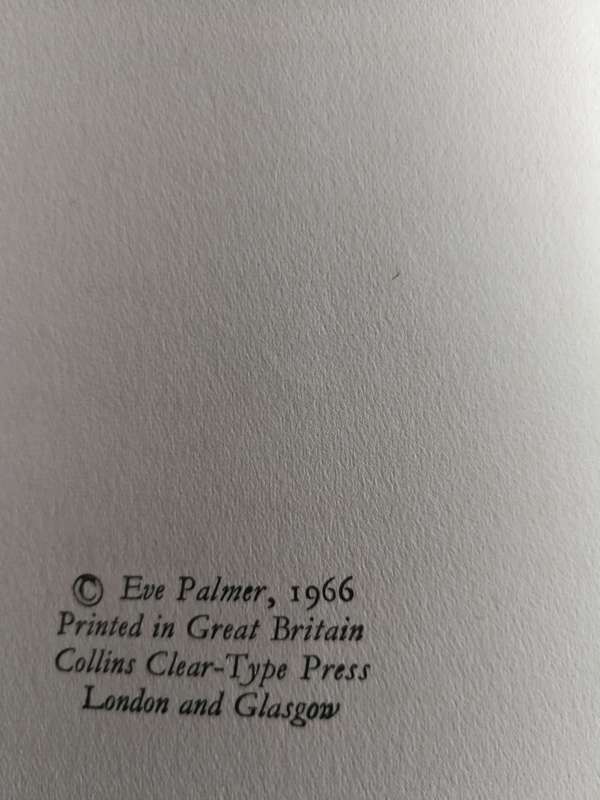 © Eve Palmer, 1966
Printed in Great Britain
Collins Clear-Type Press
London and Glasgow